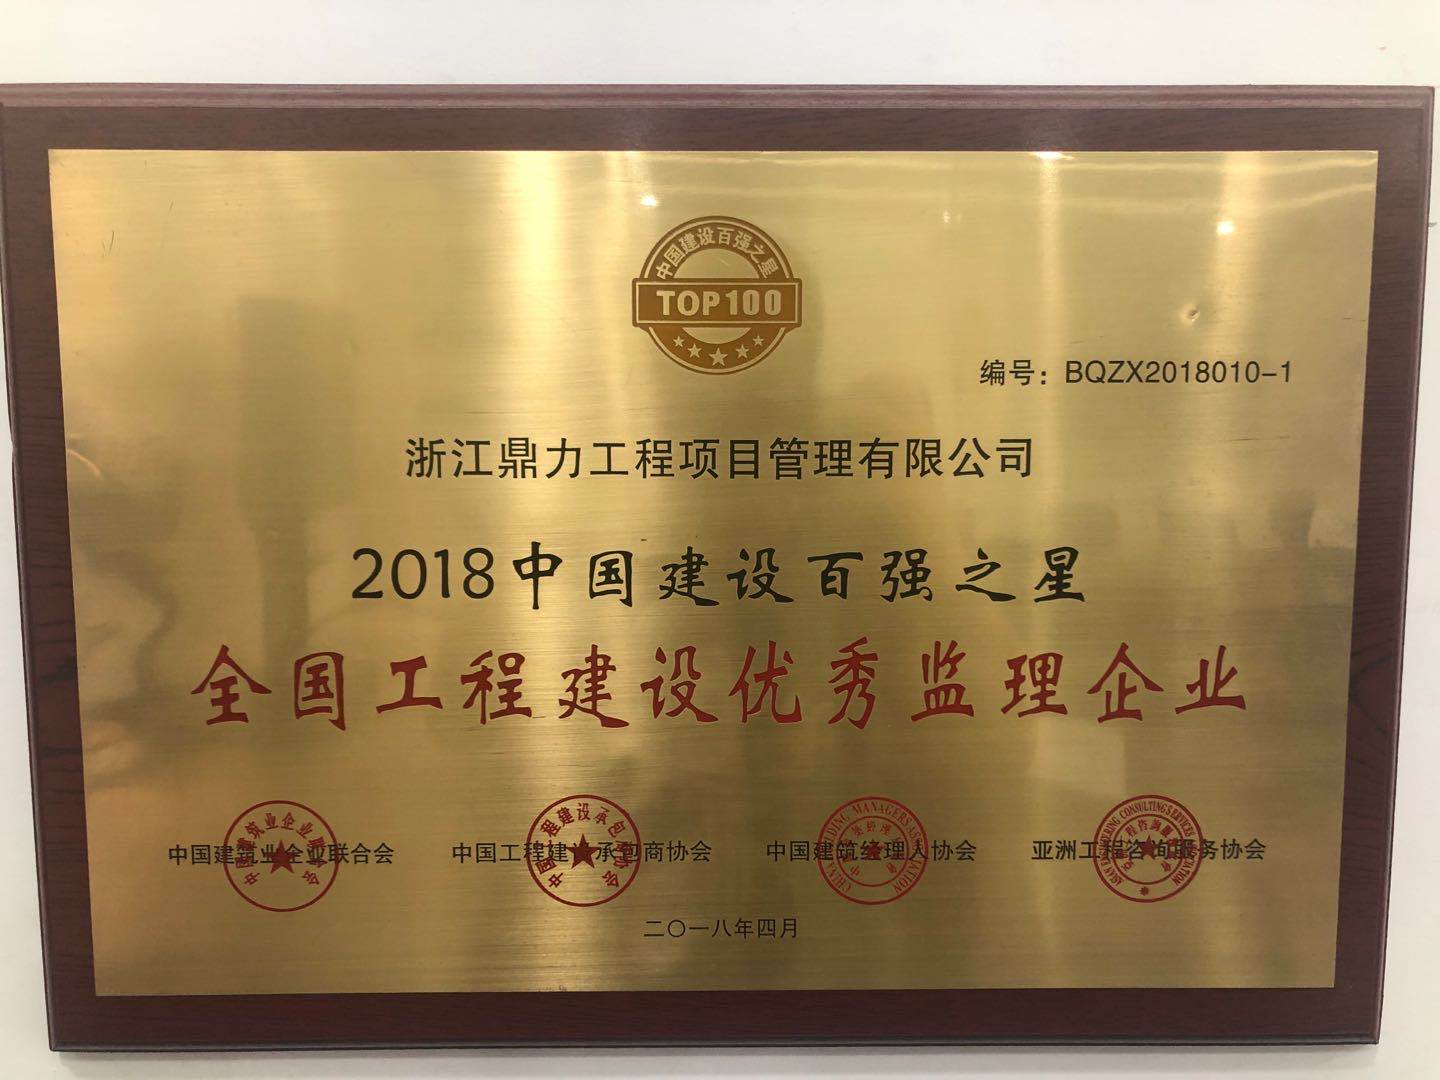 中国建设百强之星
TOP 100
编号：BQZX2018010-1
浙江鼎力工程项目管理有限公司
2018中国建设百强之星
全国工程建设优秀监理企业
中国建筑业企业联合会
中国工程建设承包商协会
中国建筑经理人协会
亚洲工程咨询服务协会
二〇一八年四月